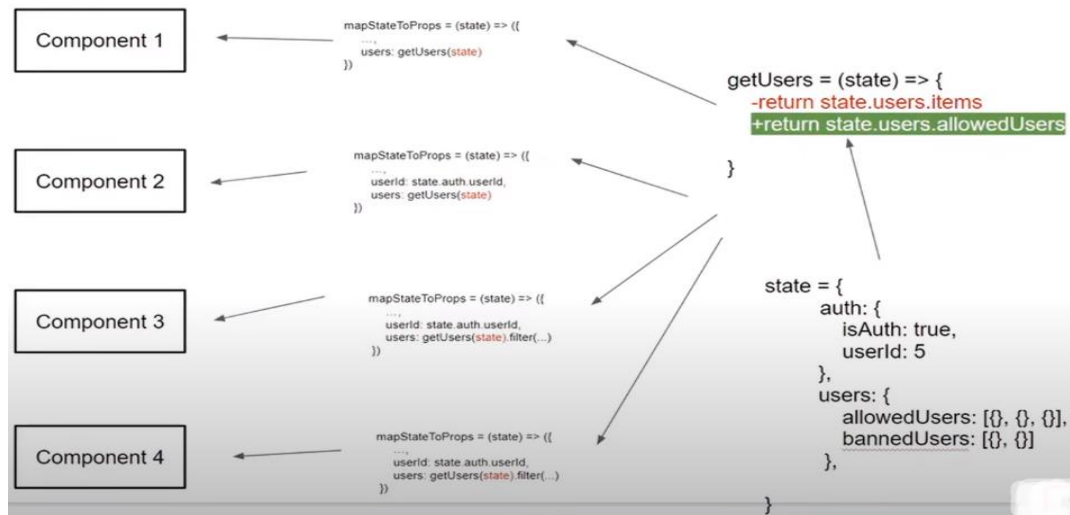 Component 1
mapStateToProps = (state) => ({
...,
users: getUsers(state)
})
Component 2
mapStateToProps = (state) => ({
...,
userId: state.auth.userId,
users: getUsers(state)
})
Component 3
mapStateToProps = (state) => ({
...,
userId: state.auth.userId,
users: getUsers(state).filter(...)
})
Component 4
mapStateToProps = (state) => ({
...,
userId: state.auth.userId,
users: getUsers(state).filter(...)
})
getUsers = (state) => {
-return state.users.items
+return state.users.allowedUsers
}
state = {
auth: {
isAuth: true,
userId: 5
},
users: {
allowedUsers: [{}, {}, {}],
bannedUsers: [{}, {}]
},
}